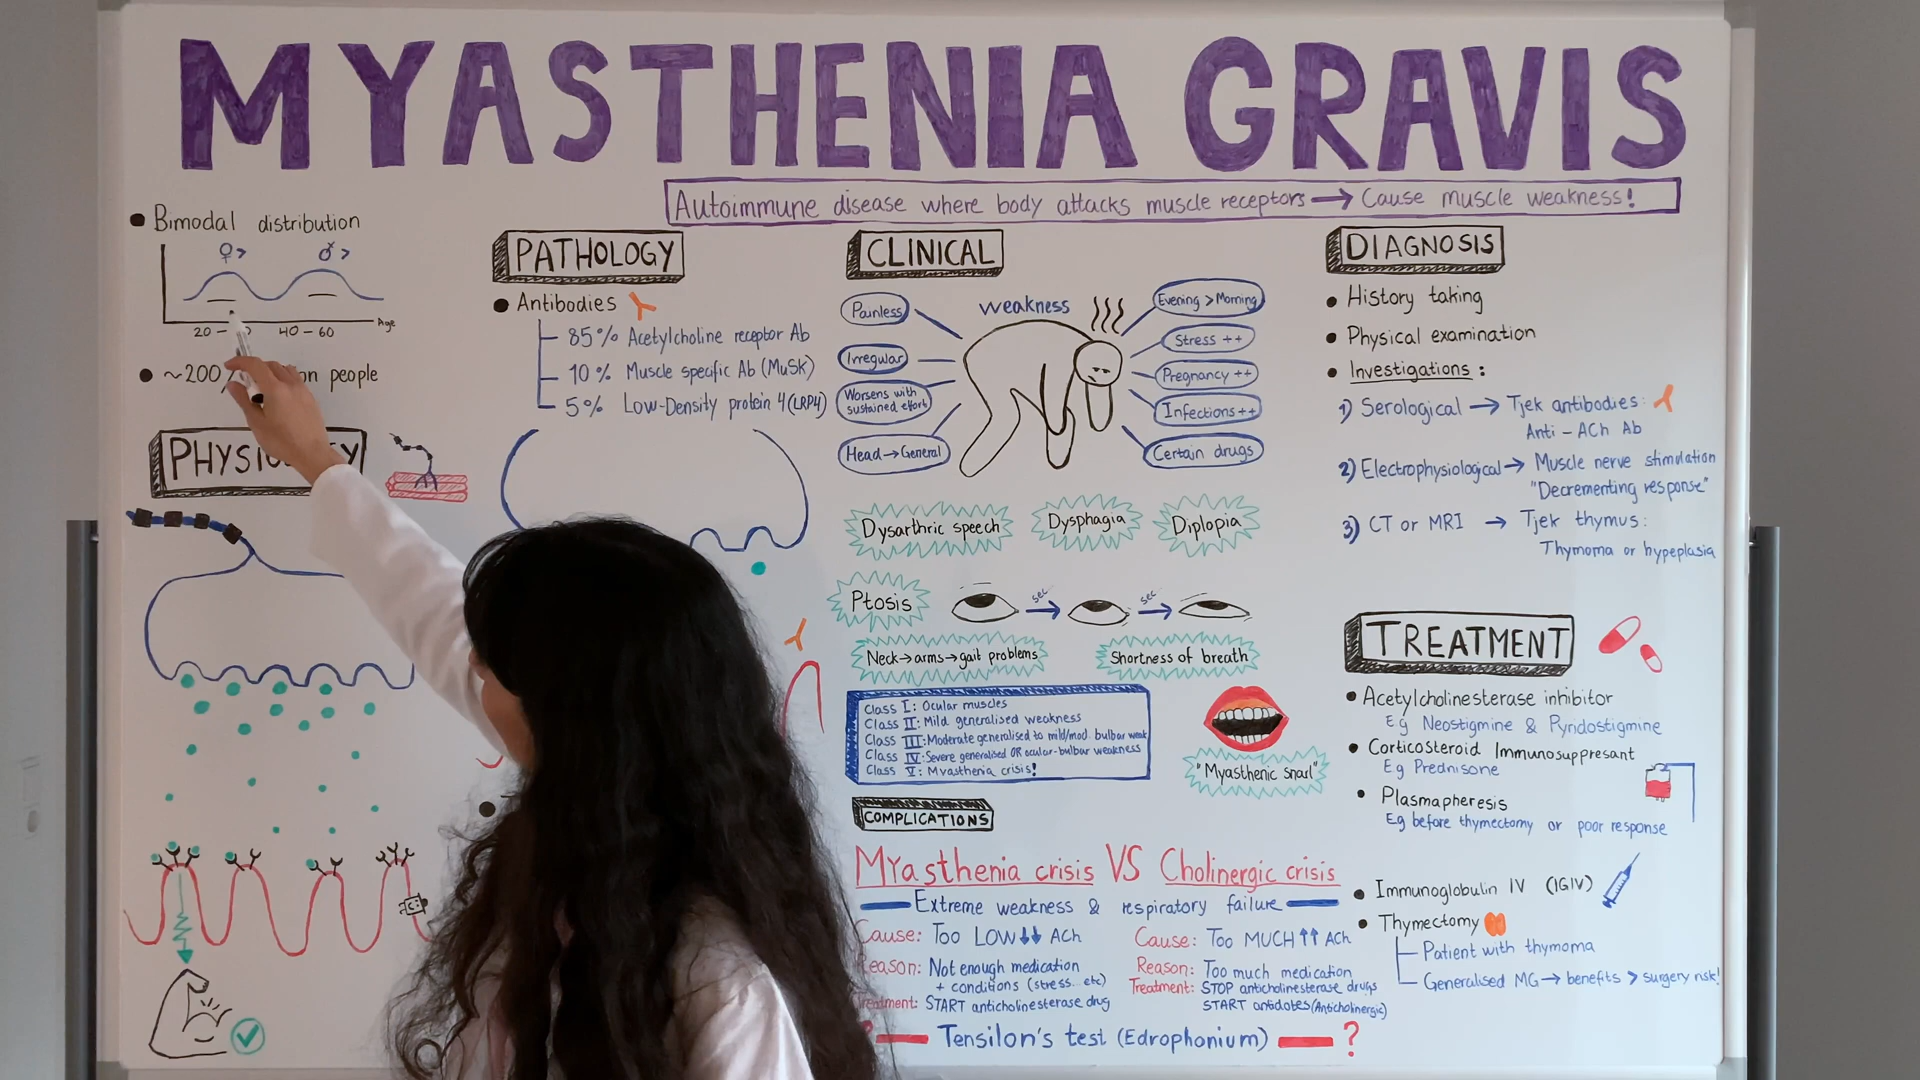 MYASTHENIA GRAVIS
Autoimmune disease where body attacks muscle receptors → Cause muscle weakness!
• Bimodal distribution
♀> ♂>
20 – 40 – 60 Age
• ~200 people
PHYSIOLOGY
PATHOLOGY
• Antibodies
85% Acetylcholine receptor Ab
10% Muscle specific Ab (MuSk)
5% Low-Density protein 4 (LRP4)
CLINICAL
weakness
Painless
Irregular
Worsens with
sustained effort
Head → General
Evening > Morning
Stress ++
Pregnancy ++
Infections ++
Certain drugs
Dysarthric speech
Dysphagia
Diplopia
Ptosis
sec → sec →
Neck → arms → gait problems
Shortness of breath
Class I: Ocular muscles
Class II: Mild generalised weakness
Class III: Moderate generalised to mild/mod. bulbar weak
Class IV: Severe generalised OR ocular-bulbar weakness
Class V: Myasthenia crisis!
"Myasthenic snarl"
COMPLICATIONS
Myasthenia crisis VS Cholinergic crisis
Extreme weakness & respiratory failure
Cause: Too LOW ↓↓ ACh
Reason: Not enough medication
+ conditions (stress... etc)
Treatment: START anticholinesterase drug
Cause: Too MUCH ↑↑ ACh
Reason: Too much medication
Treatment: STOP anticholinesterase drugs
START antidotes (Anticholinergic)
? Tensilon's test (Edrophonium) ?
DIAGNOSIS
• History taking
• Physical examination
• Investigations:
1) Serological → Tjek antibodies:
Anti – ACh Ab
2) Electrophysiological → Muscle nerve stimulation
"Decrementing response"
3) CT or MRI → Tjek thymus:
Thymoma or hypeplasia
TREATMENT
• Acetylcholinesterase inhibitor
E.g Neostigmine & Pyridostigmine
• Corticosteroid Immunosuppresant
Eg Prednisone
• Plasmapheresis
Eg before thymectomy or poor response
• Immunoglobulin IV (IGIV)
• Thymectomy
Patient with thymoma
Generalised MG → benefits > surgery risk!